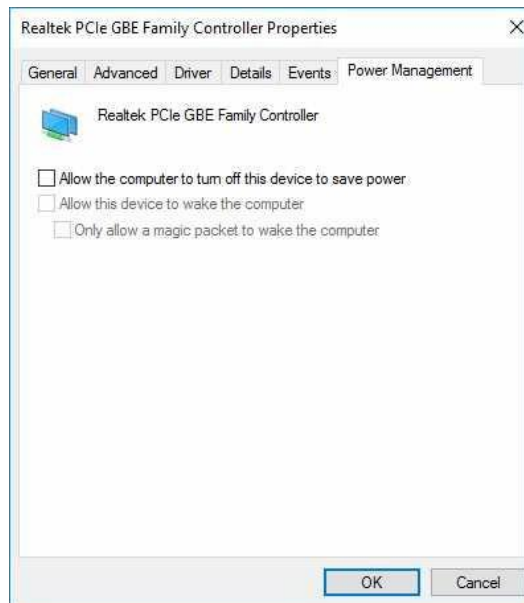 Realtek PCIe GBE Family Controller Properties
General Advanced Driver Details Events Power Management
Realtek PCIe GBE Family Controller
Allow the computer to turn off this device to save power
Allow this device to wake the computer
Only allow a magic packet to wake the computer
OK Cancel